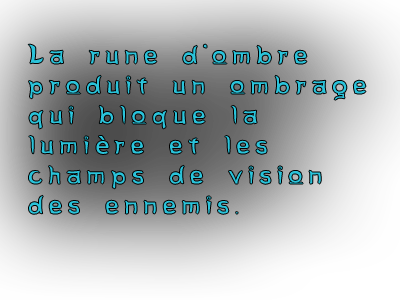 La rune d'ombre
produit un ombrage
qui bloque la
lumière et les
champs de vision
des ennemis.